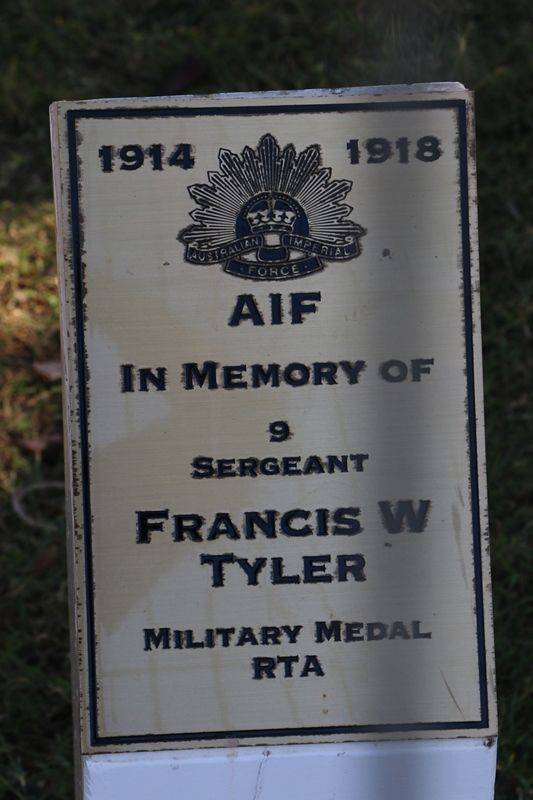 1914 1918
AUSTRALIAN IMPERIAL
FORCE
AIF
IN MEMORY OF
9
SERGEANT
FRANCIS W
TYLER
MILITARY MEDAL
RTA